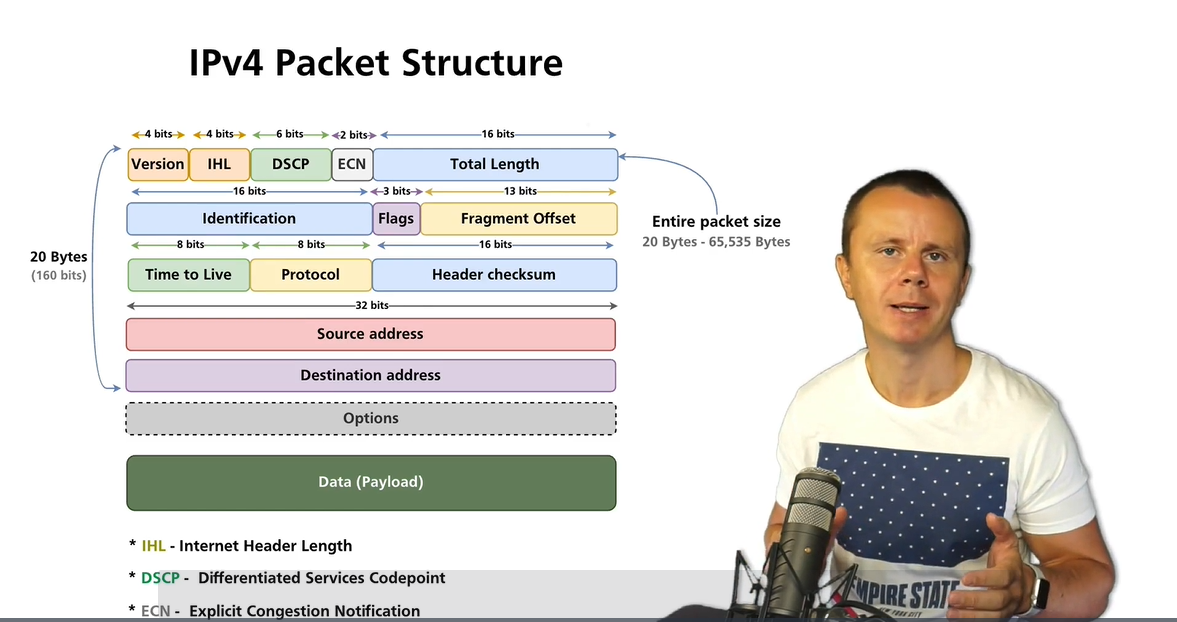 IPv4 Packet Structure
4 bits 4 bits 6 bits 2 bits 16 bits
Version IHL DSCP ECN Total Length
16 bits 3 bits 13 bits
Identification Flags Fragment Offset
Entire packet size
20 Bytes - 65,535 Bytes
8 bits 8 bits 16 bits
20 Bytes
(160 bits)
Time to Live Protocol Header checksum
32 bits
Source address
Destination address
Options
Data (Payload)
* IHL - Internet Header Length
* DSCP - Differentiated Services Codepoint
* ECN - Explicit Congestion Notification
EMPIRE STATE
YORK CITY